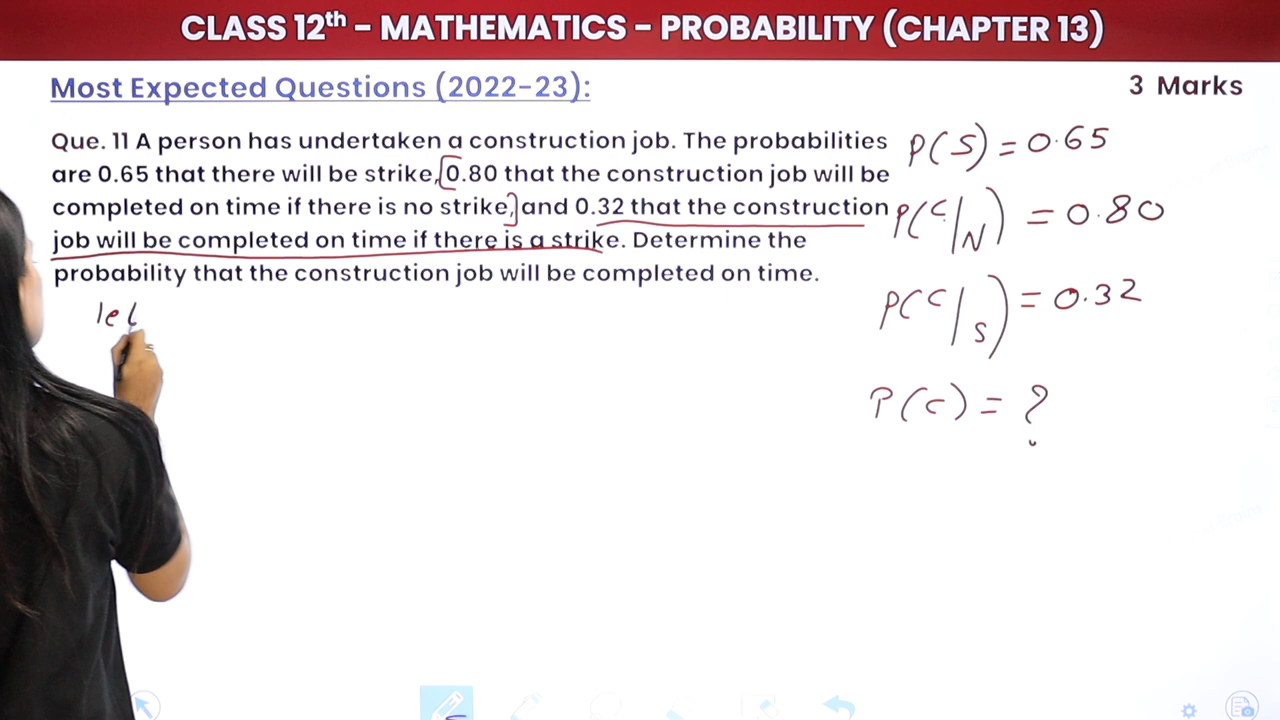 CLASS 12th - MATHEMATICS - PROBABILITY (CHAPTER 13)
Most Expected Questions (2022-23):
3 Marks
Que. 11 A person has undertaken a construction job. The probabilities
are 0.65 that there will be strike, 0.80 that the construction job will be
completed on time if there is no strike, and 0.32 that the construction
job will be completed on time if there is a strike. Determine the
probability that the construction job will be completed on time.
P(S) = 0.65
P(C/N) = 0.80
P(C/S) = 0.32
P(C) = ?
let